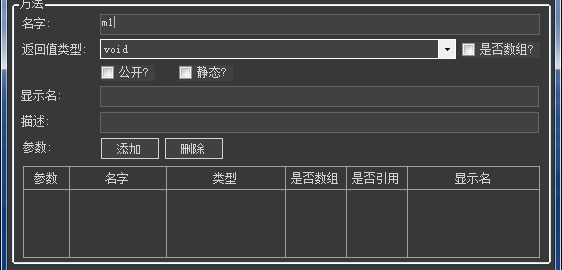 方法
名字: m1
返回值类型: void 是否数组?
公开? 静态?
显示名:
描述:
参数: 添加 删除
参数 名字 类型 是否数组 是否引用 显示名